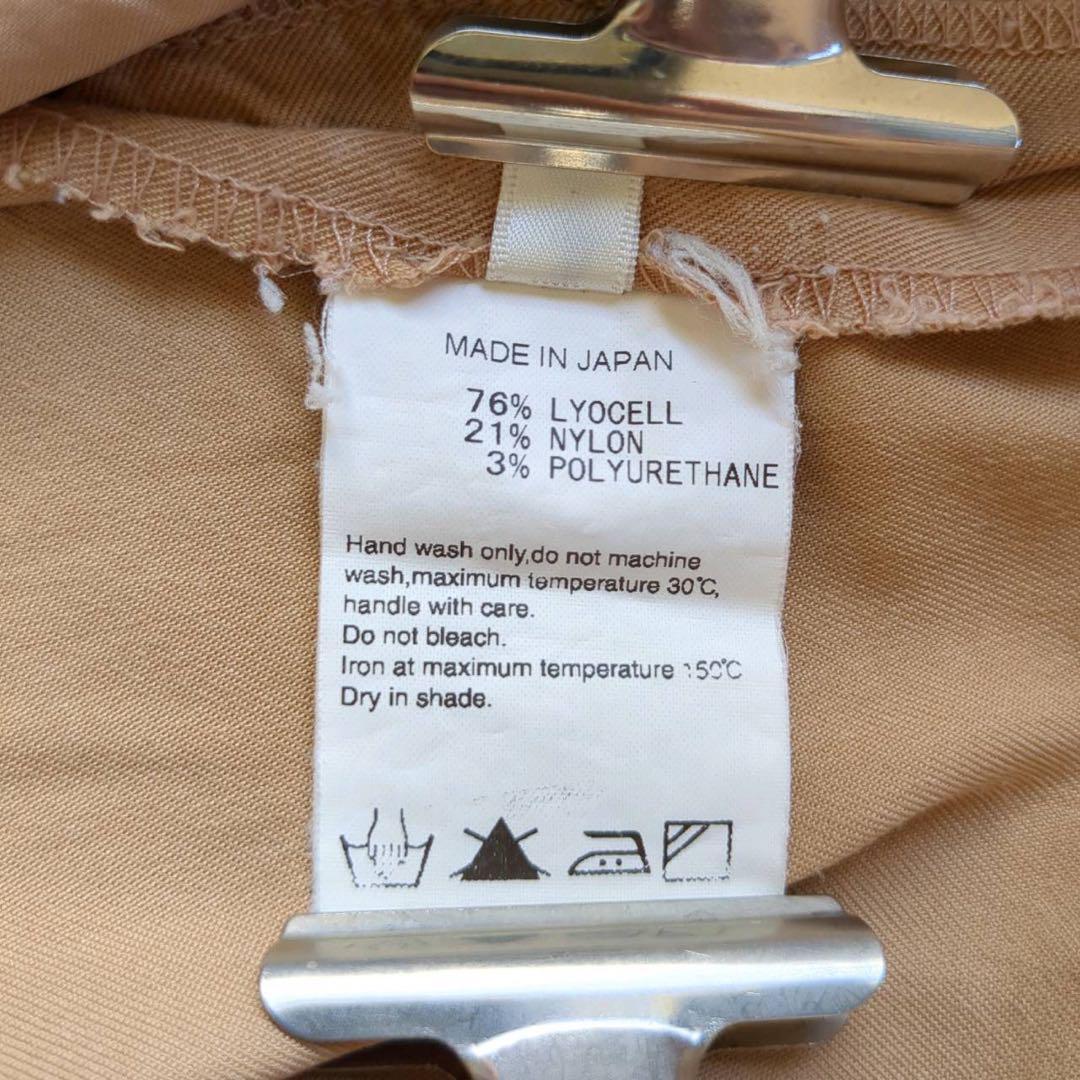 MADE IN JAPAN
76% LYOCELL
21% NYLON
3% POLYURETHANE
Hand wash only,do not machine
wash,maximum temperature 30℃,
handle with care.
Do not bleach.
Iron at maximum temperature 150℃
Dry in shade.